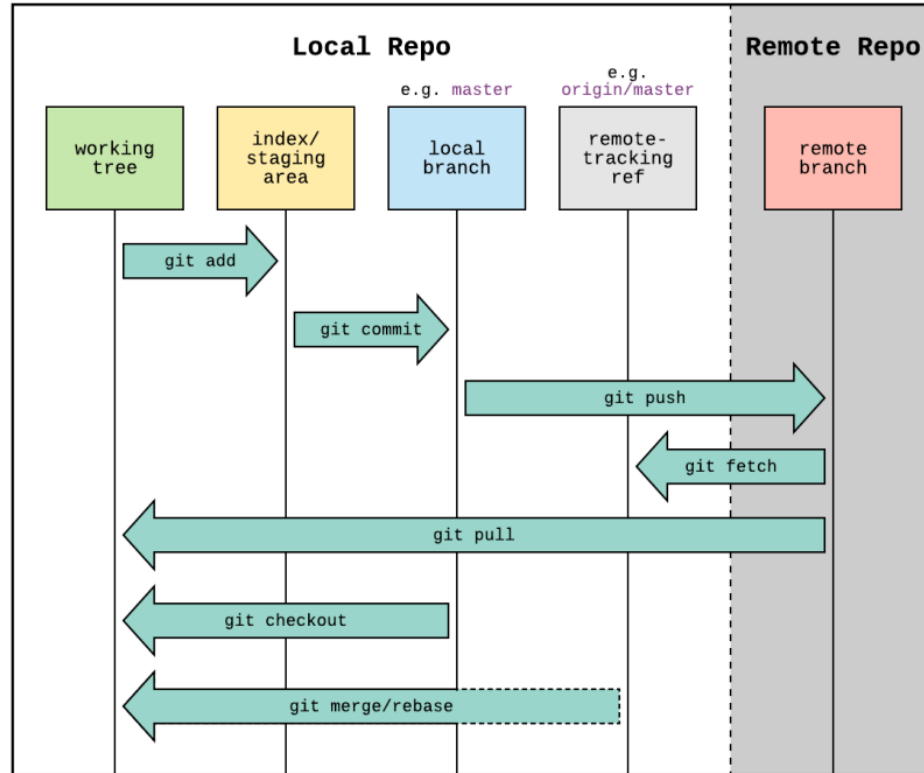 Local Repo
Remote Repo
e.g. master
e.g.
origin/master
working
tree
index/
staging
area
local
branch
remote-
tracking
ref
remote
branch
git add
git commit
git push
git fetch
git pull
git checkout
git merge/rebase